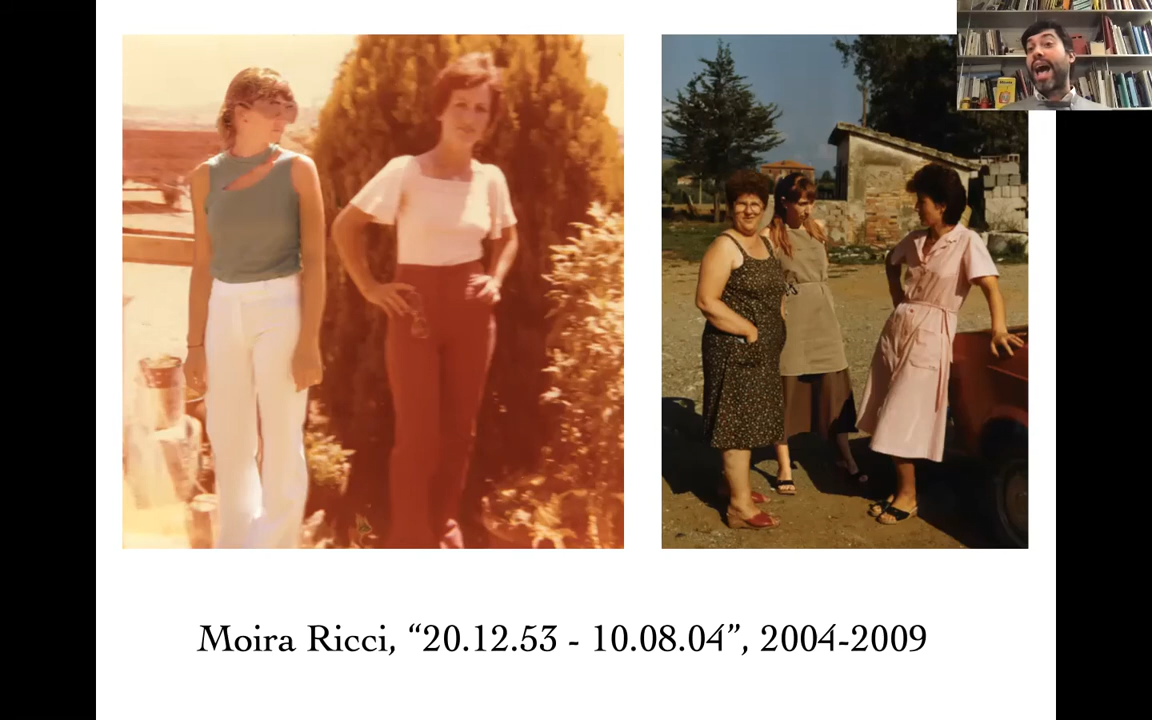 Moira Ricci, “20.12.53 - 10.08.04”, 2004-2009